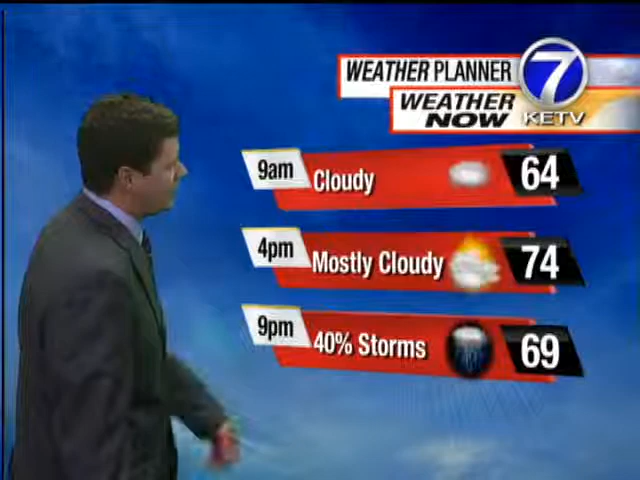 WEATHER PLANNER
WEATHER
NOW
7
KETV
9am Cloudy 64
4pm Mostly Cloudy 74
9pm 40% Storms 69